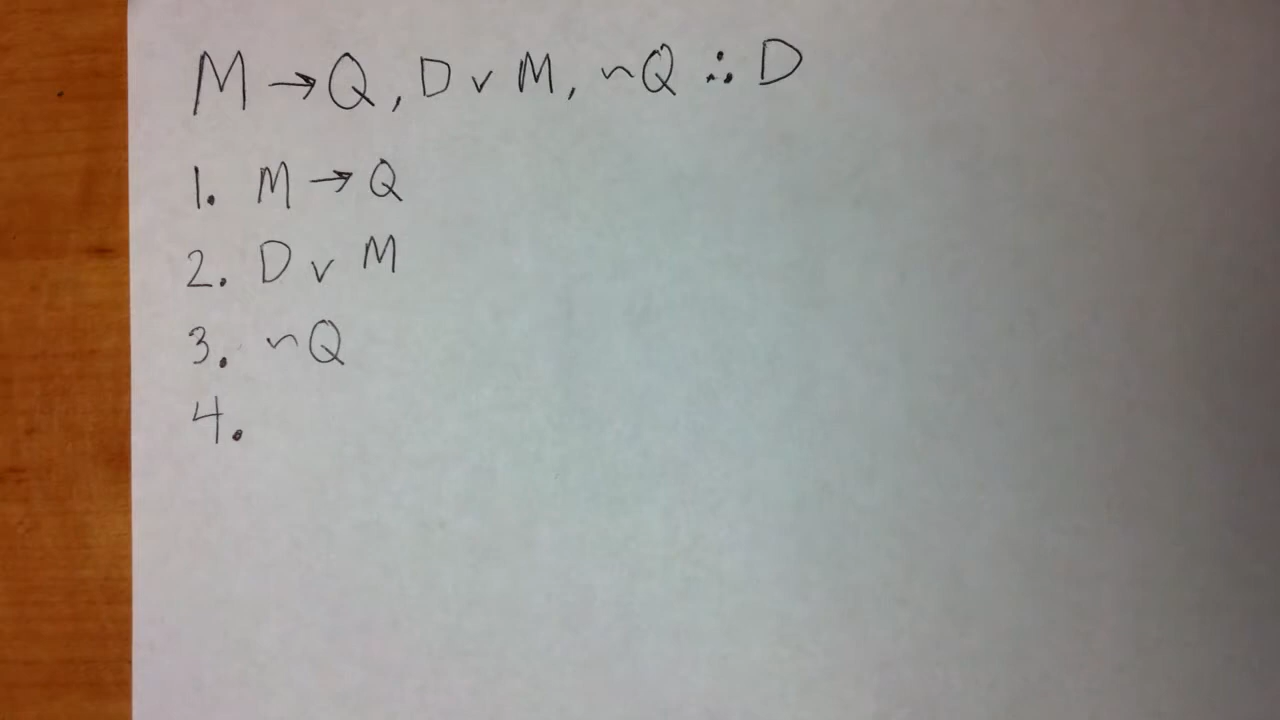 M → Q, D ∨ M, ~Q ∴ D
1. M → Q
2. D ∨ M
3. ~Q
4.